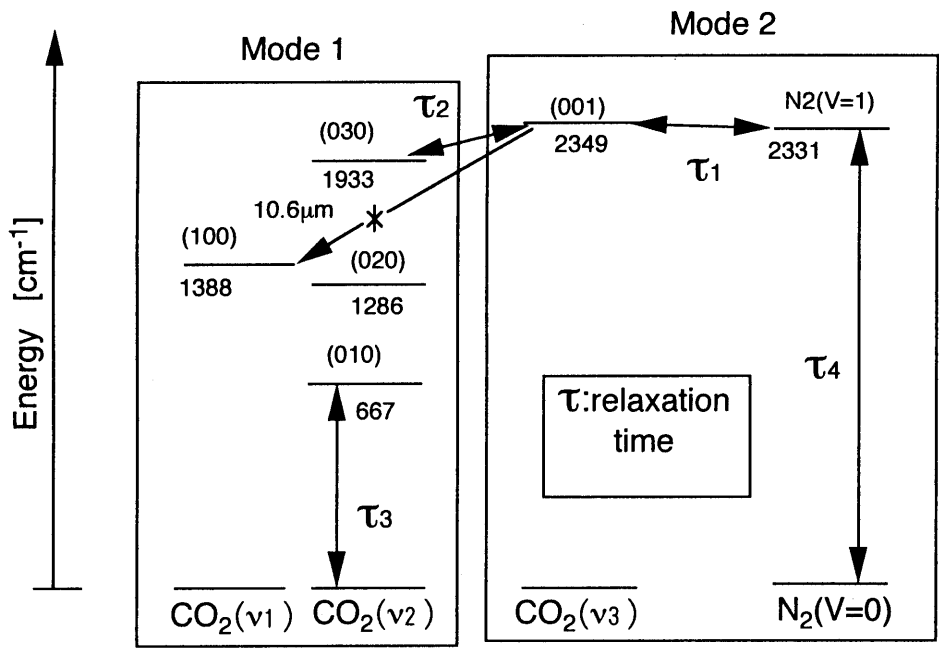 Mode 1
Mode 2
Energy [cm⁻¹]
τ2
(030)
1933
(001)
2349
N2(V=1)
2331
τ1
10.6μm
(100)
1388
(020)
1286
(010)
667
τ3
τ4
τ:relaxation
time
CO₂(ν1)
CO₂(ν2)
CO₂(ν3)
N₂(V=0)